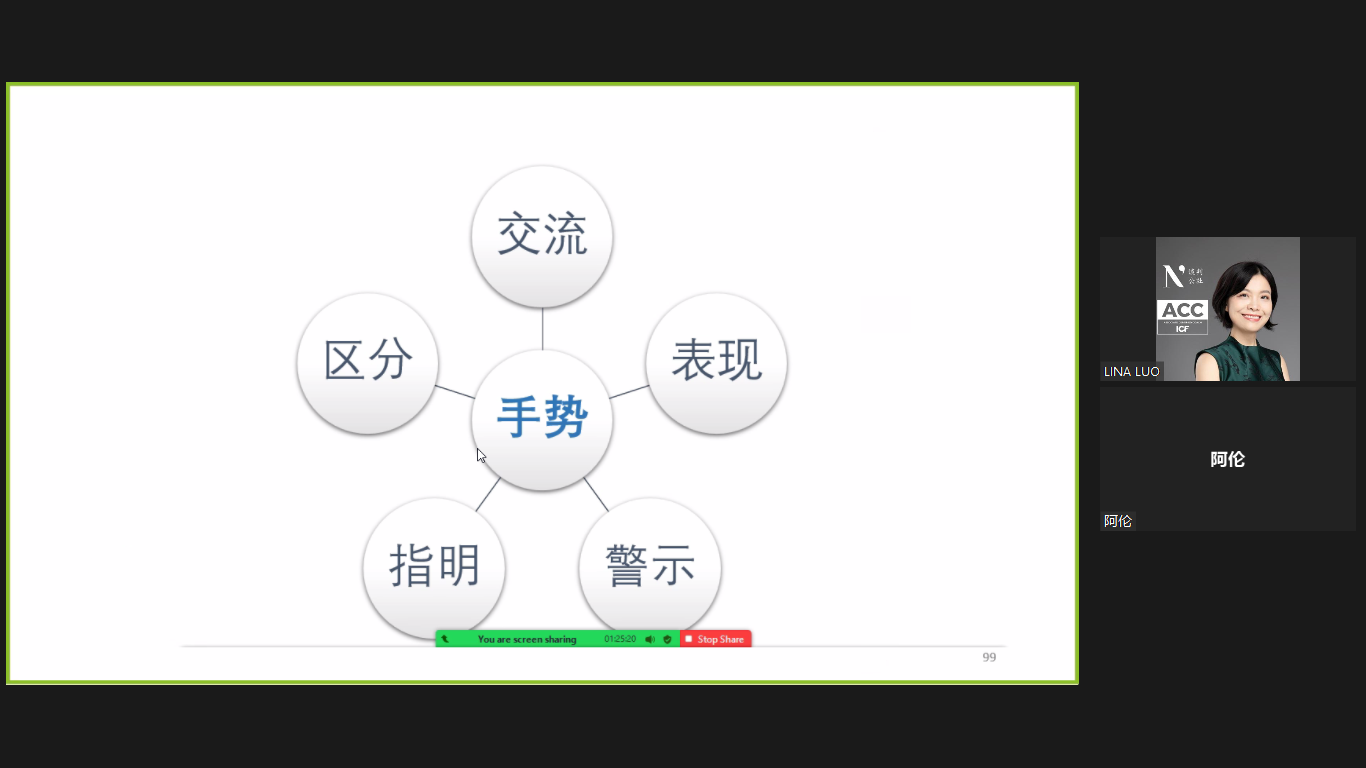 交流
区分
表现
手势
指明
警示
You are screen sharing
01:25:20
Stop Share
99
N
ACC
ICF
LINA LUO
阿伦
阿伦